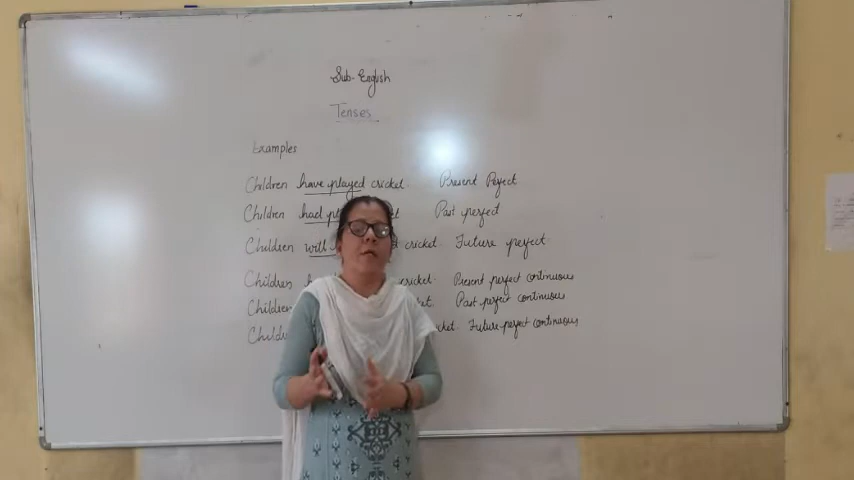 Sub-English
Tenses
Examples
Children have played cricket. Present Perfect
Children had Past perfect
Children will cricket. Future perfect
Children cricket. Present perfect continuous
Children Past perfect continuous
Future perfect continuous